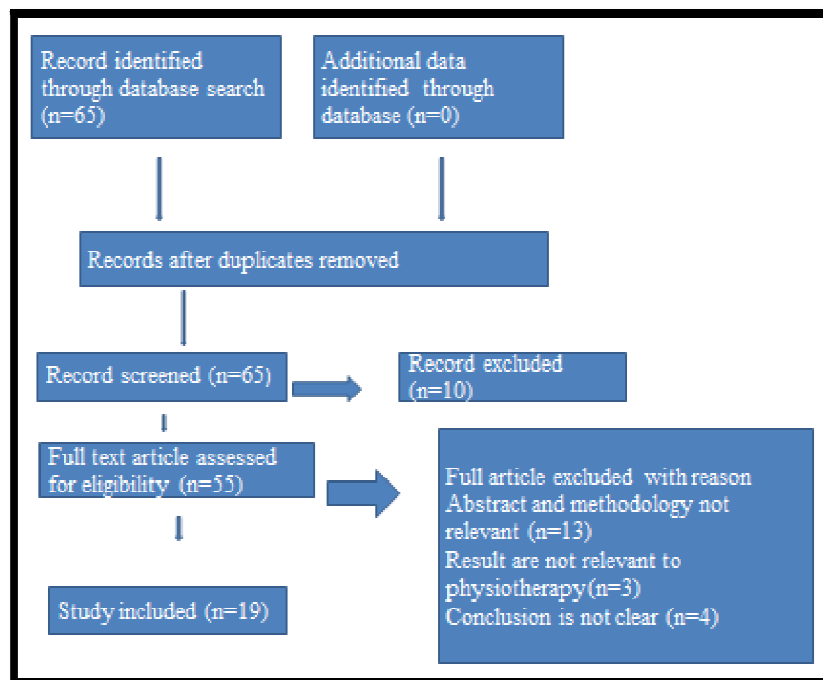 Record identified
through database search
(n=65)
Additional data
identified through
database (n=0)
Records after duplicates removed
Record screened (n=65)
Record excluded
(n=10)
Full text article assessed
for eligibility (n=55)
Full article excluded with reason
Abstract and methodology not
relevant (n=13)
Result are not relevant to
physiotherapy(n=3)
Conclusion is not clear (n=4)
Study included (n=19)